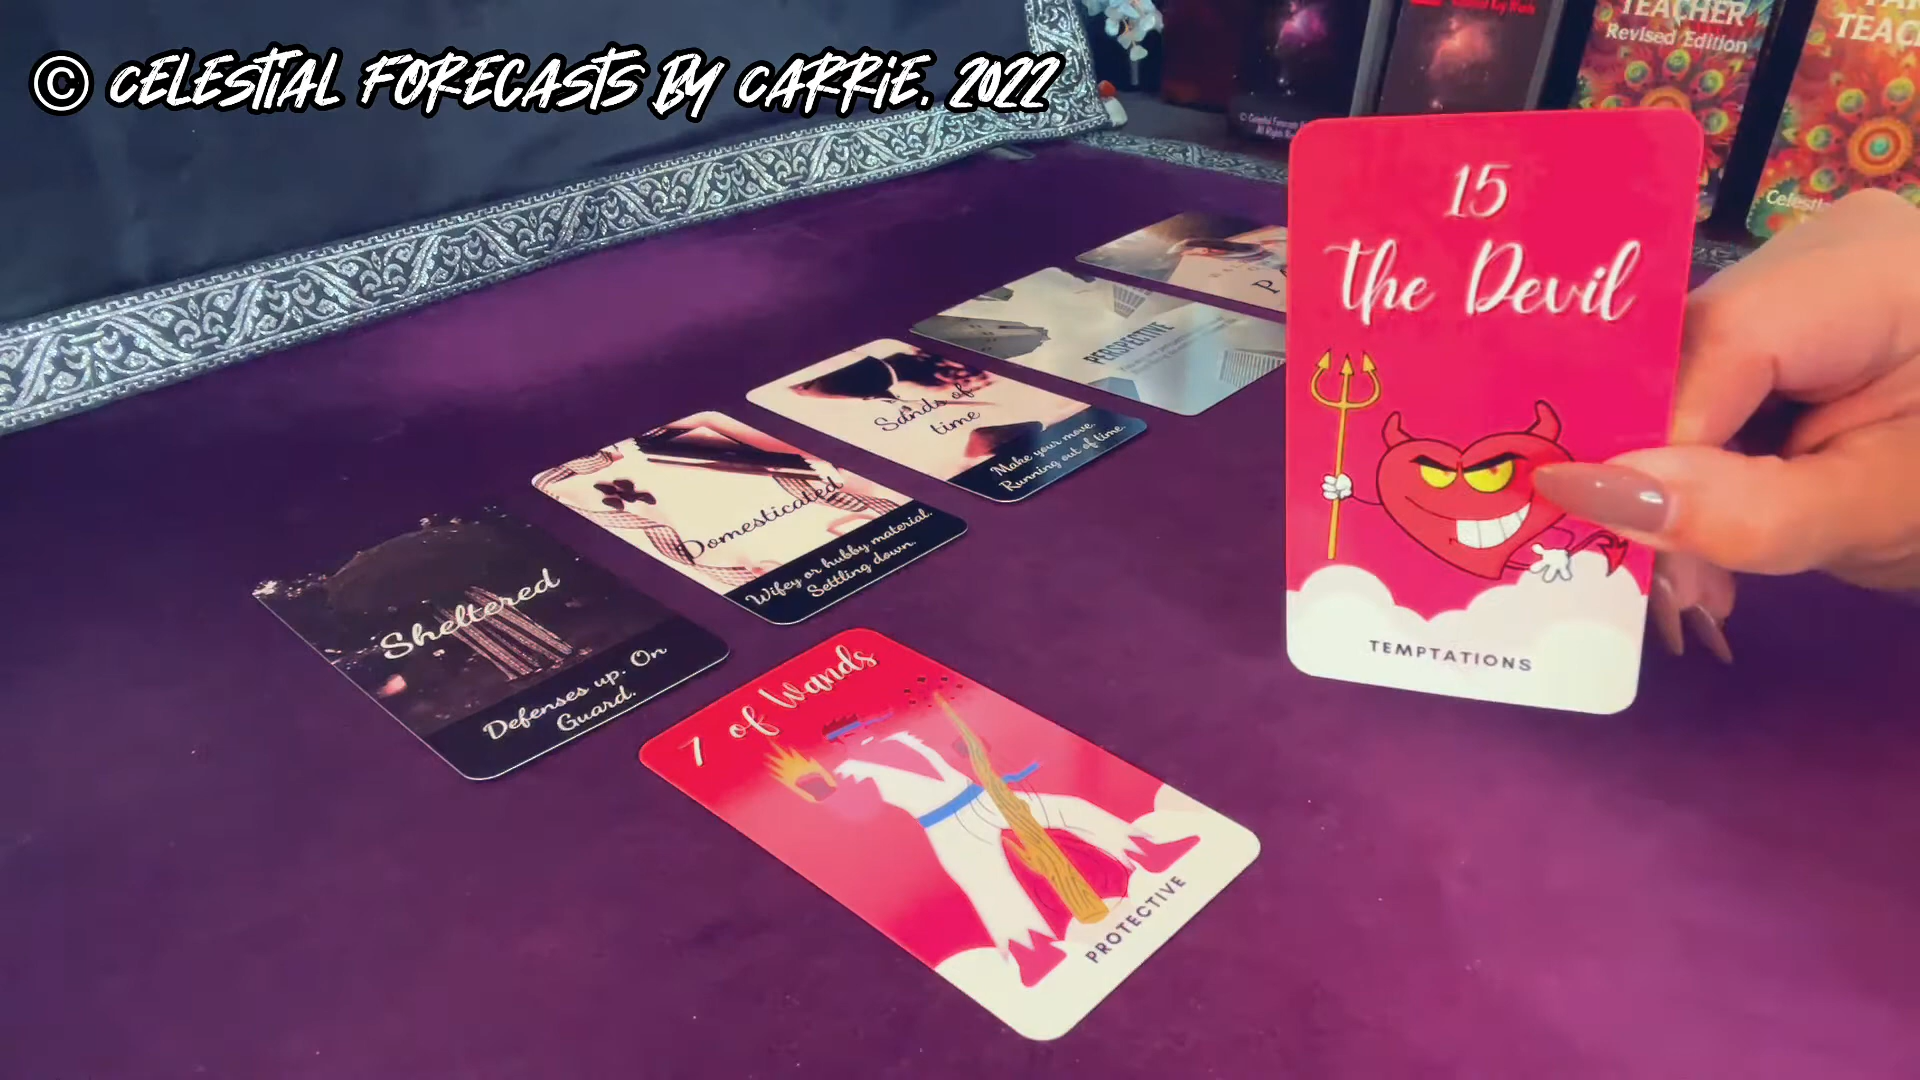 © CELESTIAL FORECASTS BY CARRIE. 2022
TEACHER
Revised Edition
15
The Devil
TEMPTATIONS
PERSPECTIVE
Sands of
time
Make your move.
Running out of time.
Domesticated
Wifey or hubby material.
Settling down.
Sheltered
Defenses up. On
Guard.
7 of Wands
PROTECTIVE